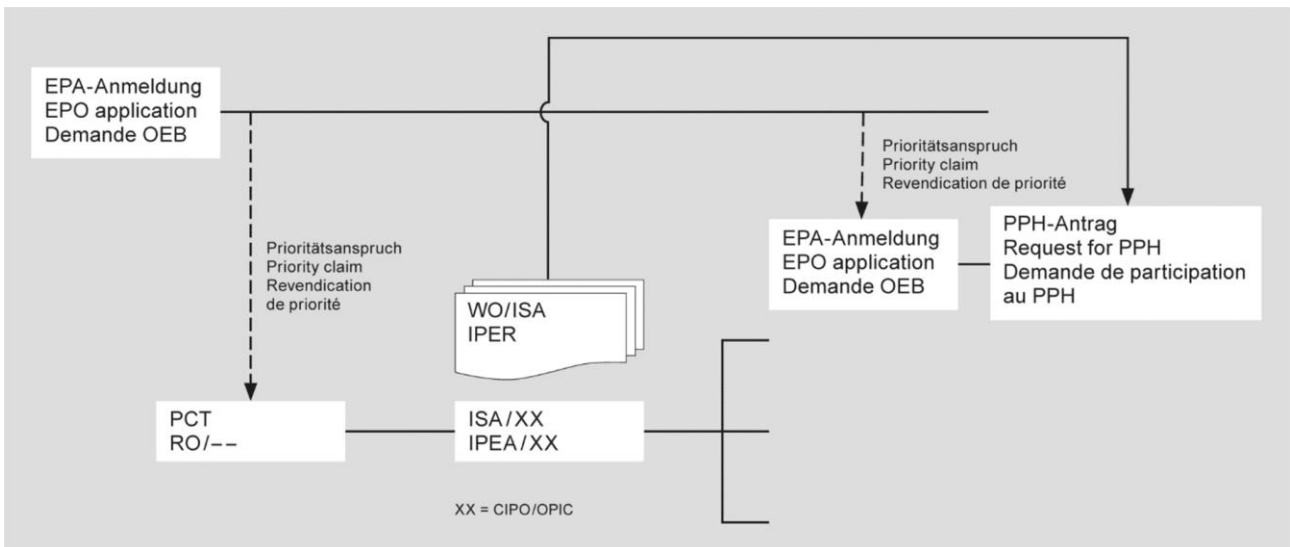 EPA-Anmeldung
EPO application
Demande OEB
Prioritätsanspruch
Priority claim
Revendication de priorité
Prioritätsanspruch
Priority claim
Revendication
de priorité
EPA-Anmeldung
EPO application
Demande OEB
PPH-Antrag
Request for PPH
Demande de participation
au PPH
WO/ISA
IPER
PCT
RO/––
ISA/XX
IPEA/XX
XX = CIPO/OPIC